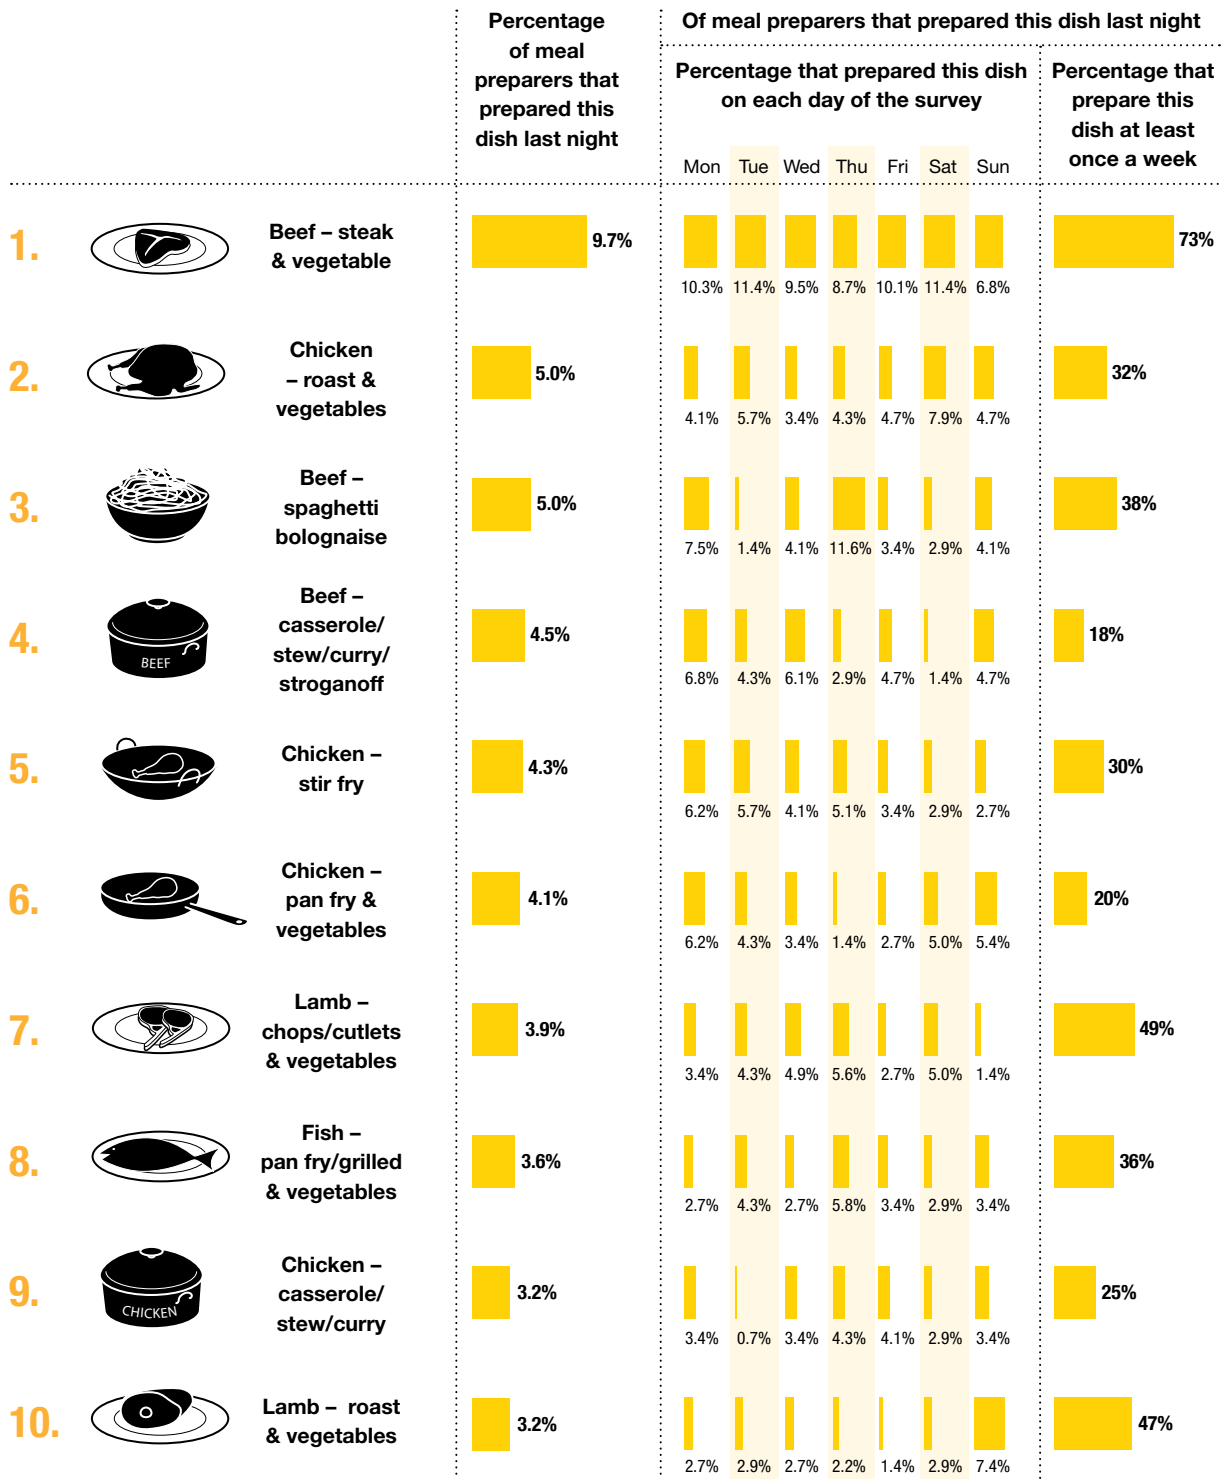 Percentage
of meal
preparers that
prepared this
dish last night
Of meal preparers that prepared this dish last night
Percentage that prepared this dish
on each day of the survey
Percentage that
prepare this
dish at least
once a week
Mon Tue Wed Thu Fri Sat Sun
1.
Beef – steak
& vegetable
9.7%
10.3% 11.4% 9.5% 8.7% 10.1% 11.4% 6.8%
73%
2.
Chicken
– roast &
vegetables
5.0%
4.1% 5.7% 3.4% 4.3% 4.7% 7.9% 4.7%
32%
3.
Beef –
spaghetti
bolognaise
5.0%
7.5% 1.4% 4.1% 11.6% 3.4% 2.9% 4.1%
38%
4.
BEEF
Beef –
casserole/
stew/curry/
stroganoff
4.5%
6.8% 4.3% 6.1% 2.9% 4.7% 1.4% 4.7%
18%
5.
Chicken –
stir fry
4.3%
6.2% 5.7% 4.1% 5.1% 3.4% 2.9% 2.7%
30%
6.
Chicken –
pan fry &
vegetables
4.1%
6.2% 4.3% 3.4% 1.4% 2.7% 5.0% 5.4%
20%
7.
Lamb –
chops/cutlets
& vegetables
3.9%
3.4% 4.3% 4.9% 5.6% 2.7% 5.0% 1.4%
49%
8.
Fish –
pan fry/grilled
& vegetables
3.6%
2.7% 4.3% 2.7% 5.8% 3.4% 2.9% 3.4%
36%
9.
CHICKEN
Chicken –
casserole/
stew/curry
3.2%
3.4% 0.7% 3.4% 4.3% 4.1% 2.9% 3.4%
25%
10.
Lamb – roast
& vegetables
3.2%
2.7% 2.9% 2.7% 2.2% 1.4% 2.9% 7.4%
47%